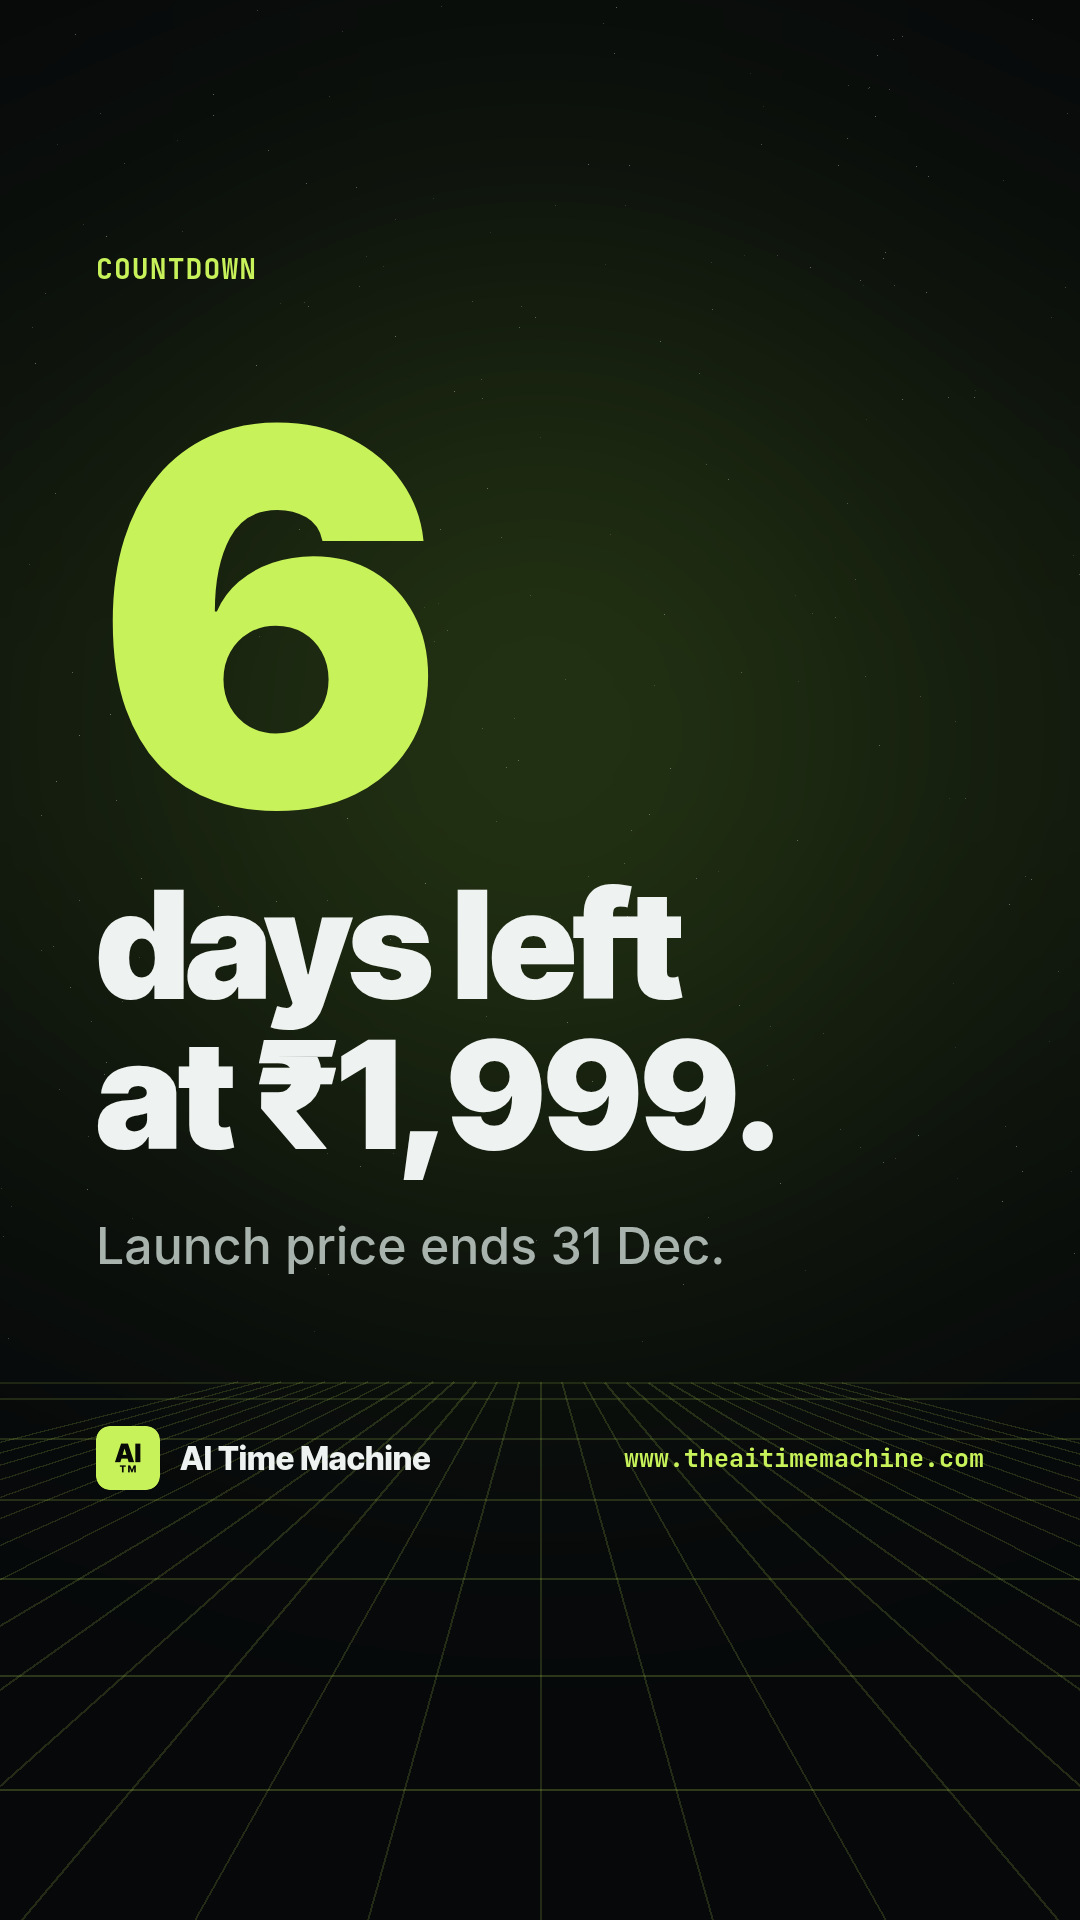 COUNTDOWN
6
days left
at ₹1,999.
Launch price ends 31 Dec.
AI
TM
AI Time Machine
www.theaitimemachine.com